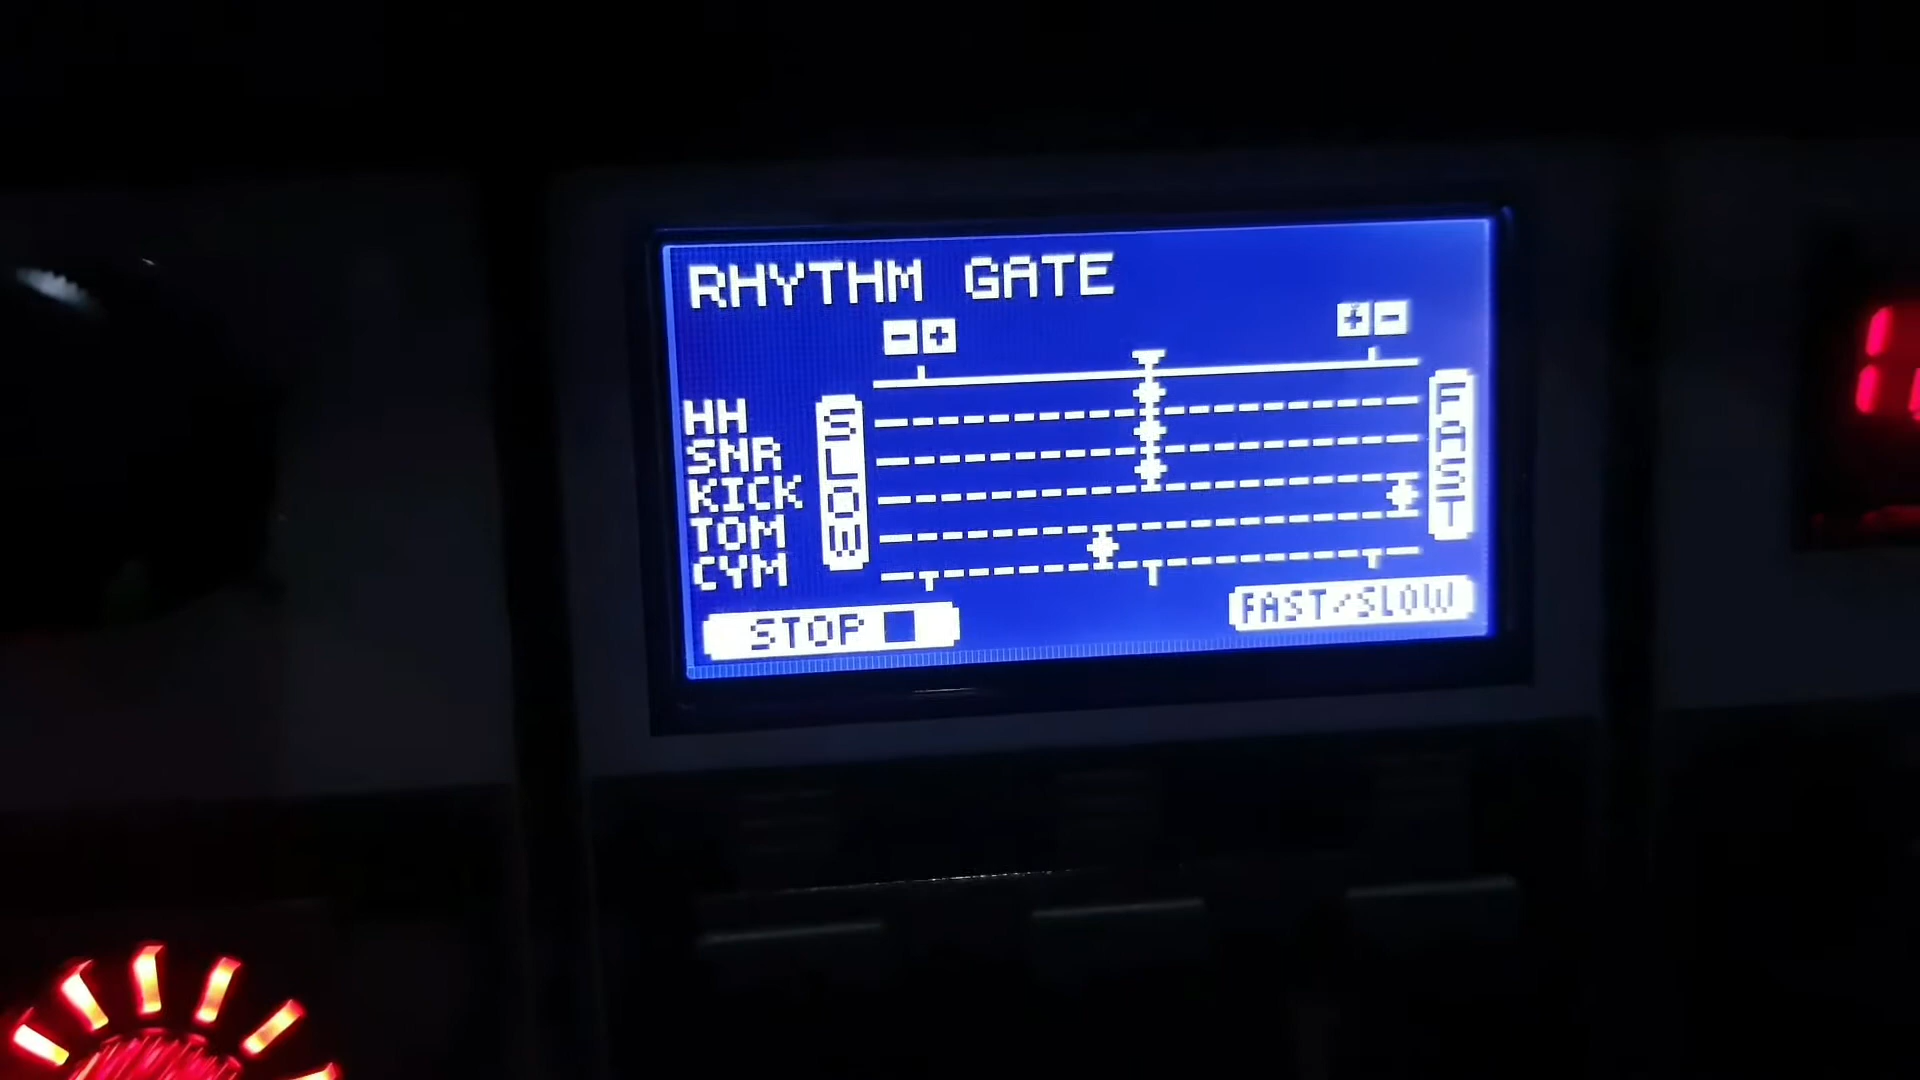 RHYTHM GATE
- + + -
HH
SNR
KICK
TOM
CYM
SLOW
FAST
STOP
FAST/SLOW